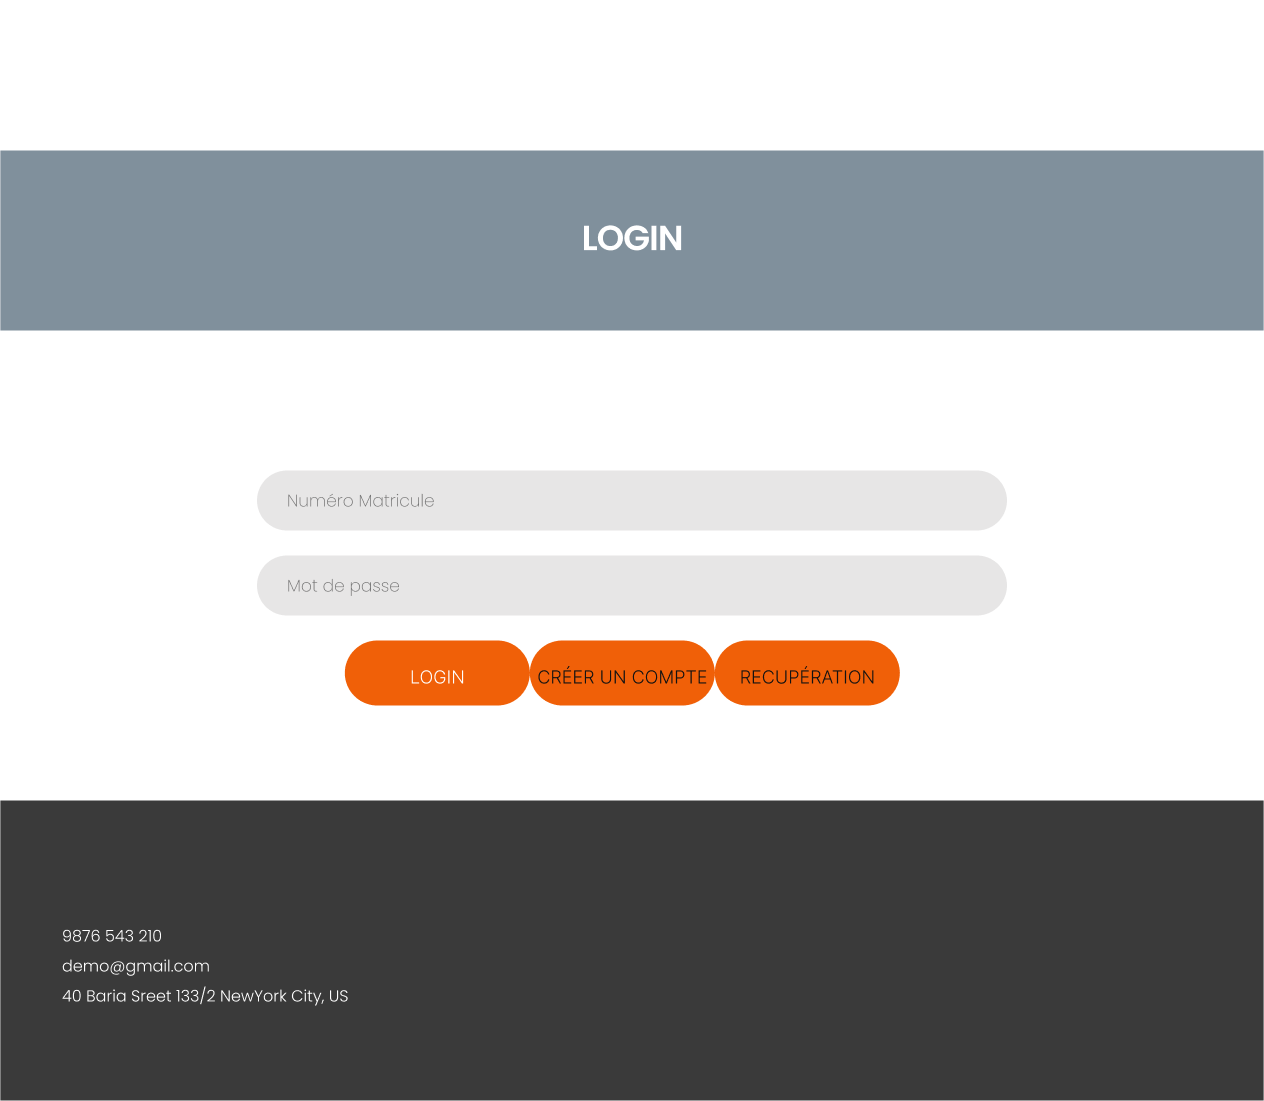 LOGIN
Numéro Matricule
Mot de passe
LOGIN
CRÉER UN COMPTE
RECUPÉRATION
9876 543 210
demo@gmail.com
40 Baria Sreet 133/2 NewYork City, US